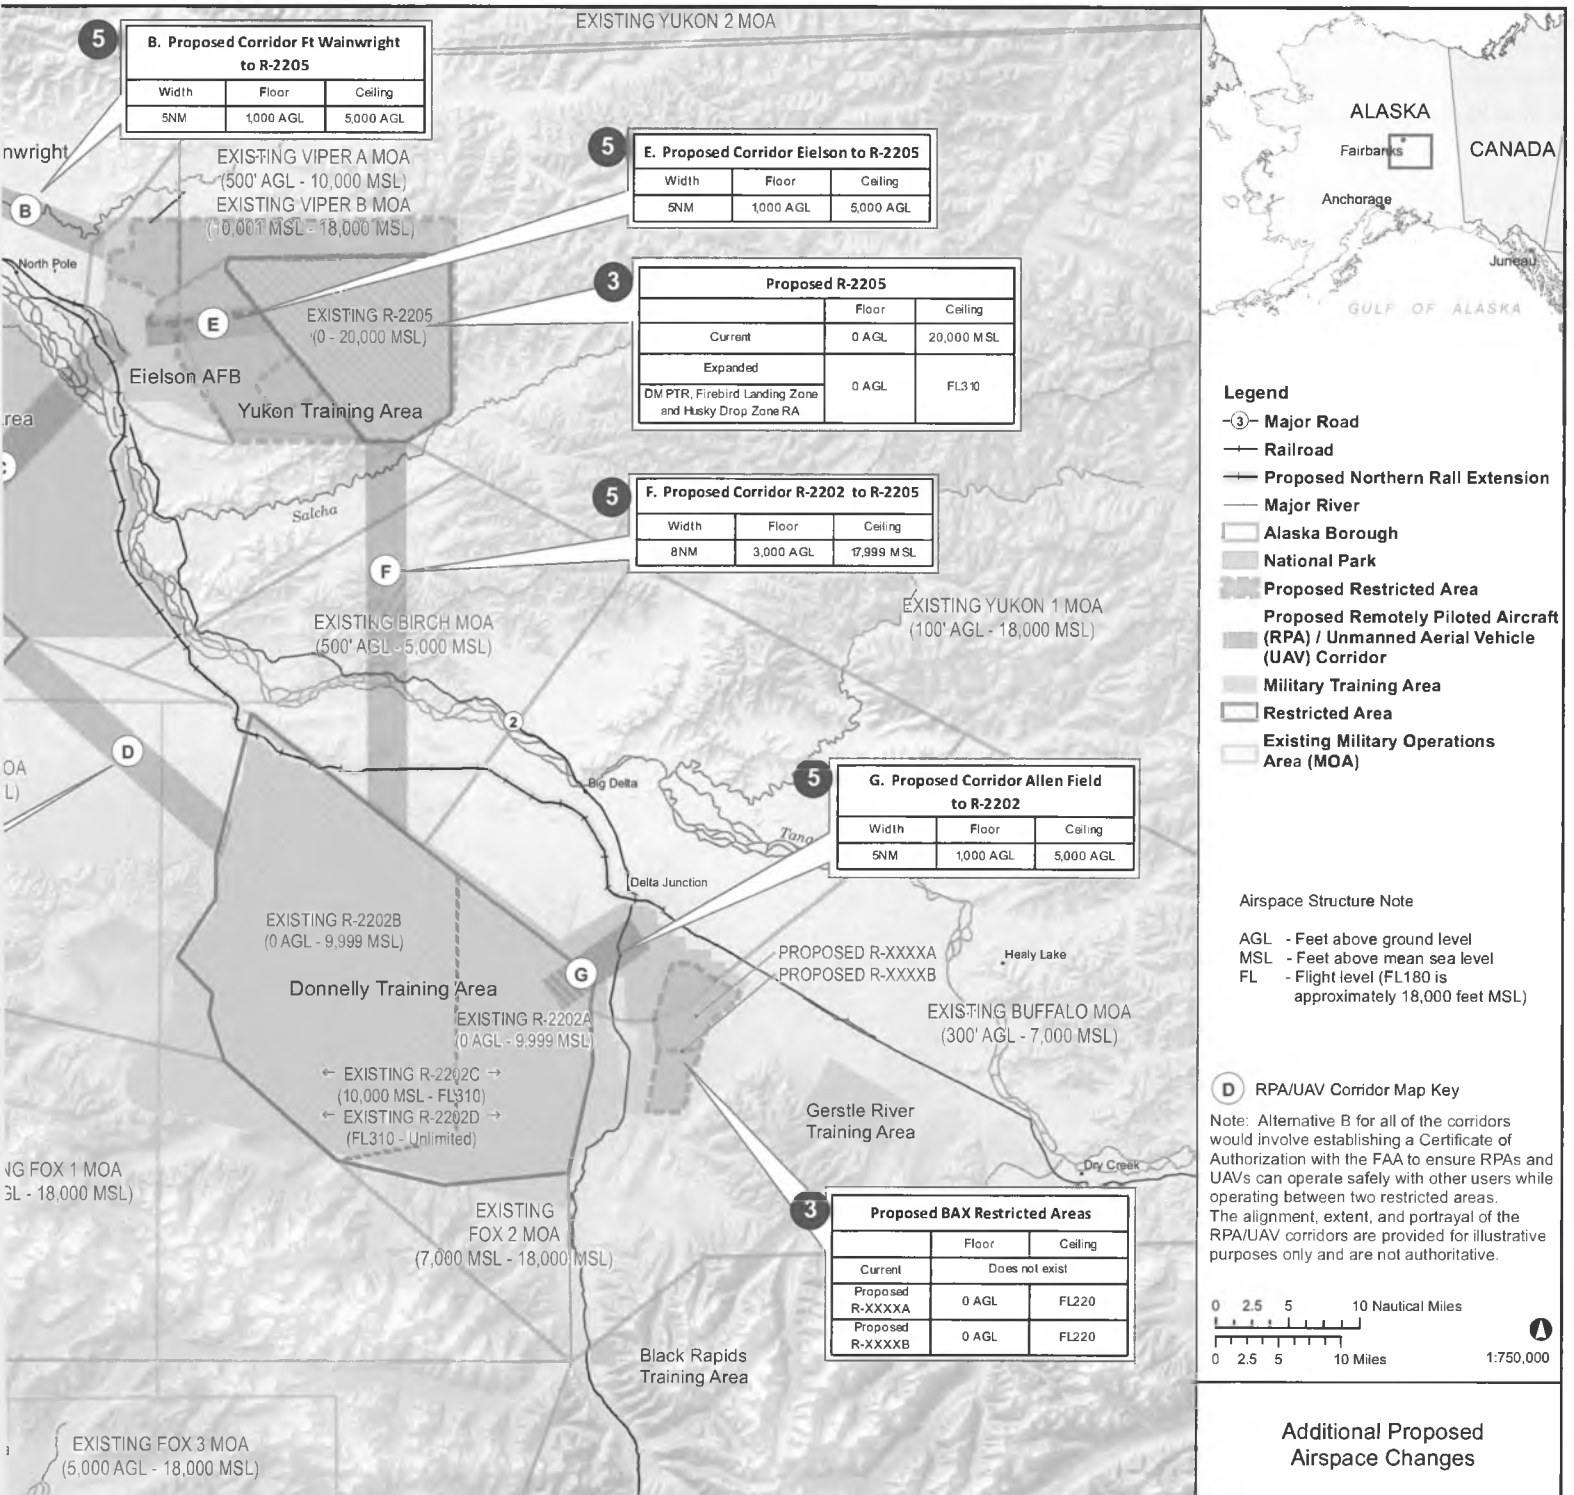 EXISTING YUKON 2 MOA
5
B. Proposed Corridor Ft Wainwright
to R-2205
Width Floor Ceiling
5NM 1,000 AGL 5,000 AGL
nwright
EXISTING VIPER A MOA
(500' AGL - 10,000 MSL)
EXISTING VIPER B MOA
(10,001 MSL - 18,000 MSL)
B
North Pole
5
E. Proposed Corridor Eielson to R-2205
Width Floor Ceiling
5NM 1,000 AGL 5,000 AGL
3
Proposed R-2205
Floor Ceiling
Current 0 AGL 20,000 MSL
Expanded
DMPTR, Firebird Landing Zone
and Husky Drop Zone RA
0 AGL FL310
E
EXISTING R-2205
(0 - 20,000 MSL)
Eielson AFB
Yukon Training Area
rea
Salcha
5
F. Proposed Corridor R-2202 to R-2205
Width Floor Ceiling
8NM 3,000 AGL 17,999 MSL
F
EXISTING BIRCH MOA
(500' AGL - 5,000 MSL)
EXISTING YUKON 1 MOA
(100' AGL - 18,000 MSL)
2
D
OA
L)
Big Delta
5
G. Proposed Corridor Allen Field
to R-2202
Width Floor Ceiling
5NM 1,000 AGL 5,000 AGL
Tana
Delta Junction
EXISTING R-2202B
(0 AGL - 9,999 MSL)
G
PROPOSED R-XXXXA
PROPOSED R-XXXXB
Healy Lake
Donnelly Training Area
EXISTING R-2202A
(0 AGL - 9,999 MSL)
EXISTING BUFFALO MOA
(300' AGL - 7,000 MSL)
← EXISTING R-2202C →
(10,000 MSL - FL310)
← EXISTING R-2202D →
(FL310 - Unlimited)
Gerstle River
Training Area
Dry Creek
NG FOX 1 MOA
GL - 18,000 MSL)
EXISTING
FOX 2 MOA
(7,000 MSL - 18,000 MSL)
3
Proposed BAX Restricted Areas
Floor Ceiling
Current Does not exist
Proposed
R-XXXXA
0 AGL FL220
Proposed
R-XXXXB
0 AGL FL220
Black Rapids
Training Area
EXISTING FOX 3 MOA
(5,000 AGL - 18,000 MSL)
ALASKA
Fairbanks
CANADA
Anchorage
Juneau
GULF OF ALASKA
Legend
3 Major Road
Railroad
Proposed Northern Rail Extension
Major River
Alaska Borough
National Park
Proposed Restricted Area
Proposed Remotely Piloted Aircraft
(RPA) / Unmanned Aerial Vehicle
(UAV) Corridor
Military Training Area
Restricted Area
Existing Military Operations
Area (MOA)
Airspace Structure Note
AGL - Feet above ground level
MSL - Feet above mean sea level
FL - Flight level (FL180 is
approximately 18,000 feet MSL)
D RPA/UAV Corridor Map Key
Note: Alternative B for all of the corridors
would involve establishing a Certificate of
Authorization with the FAA to ensure RPAs and
UAVs can operate safely with other users while
operating between two restricted areas.
The alignment, extent, and portrayal of the
RPA/UAV corridors are provided for illustrative
purposes only and are not authoritative.
0 2.5 5 10 Nautical Miles
0 2.5 5 10 Miles
1:750,000
Additional Proposed
Airspace Changes